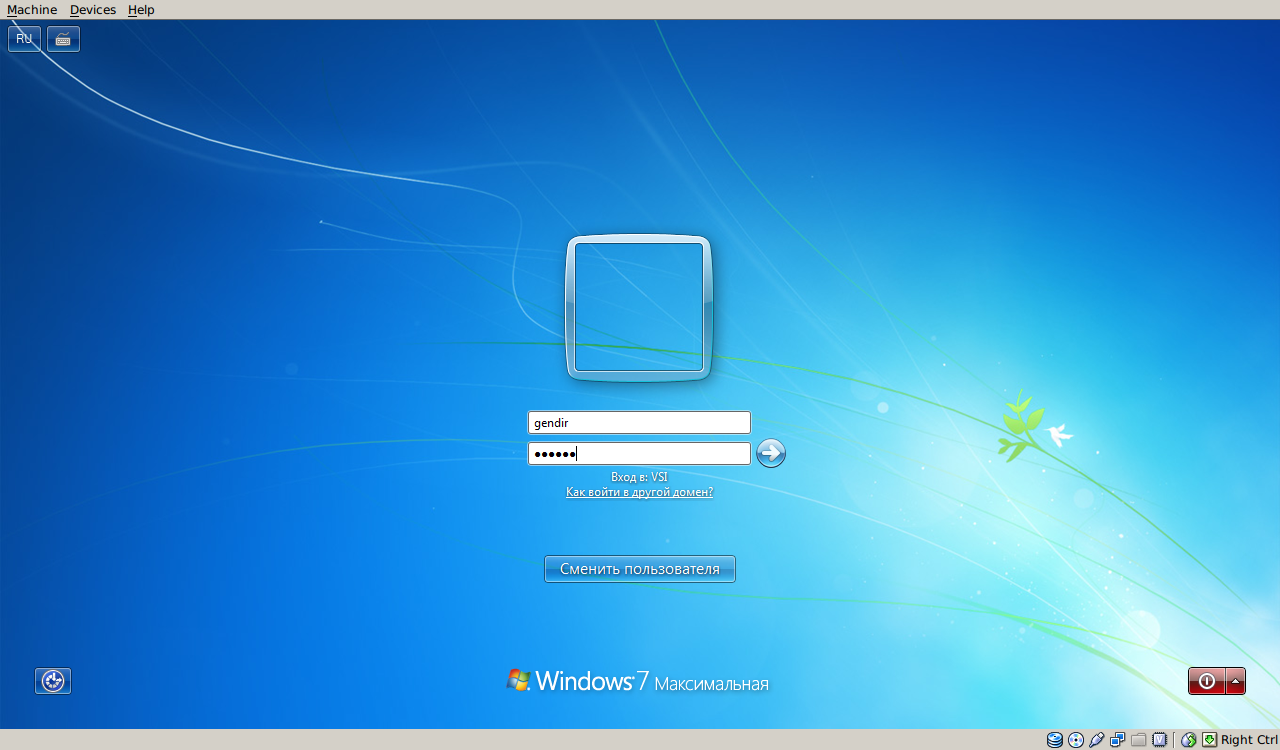 Machine Devices Help
RU
gendir
••••••
Вход в: VSI
Как войти в другой домен?
Сменить пользователя
Windows 7 Максимальная
Right Ctrl